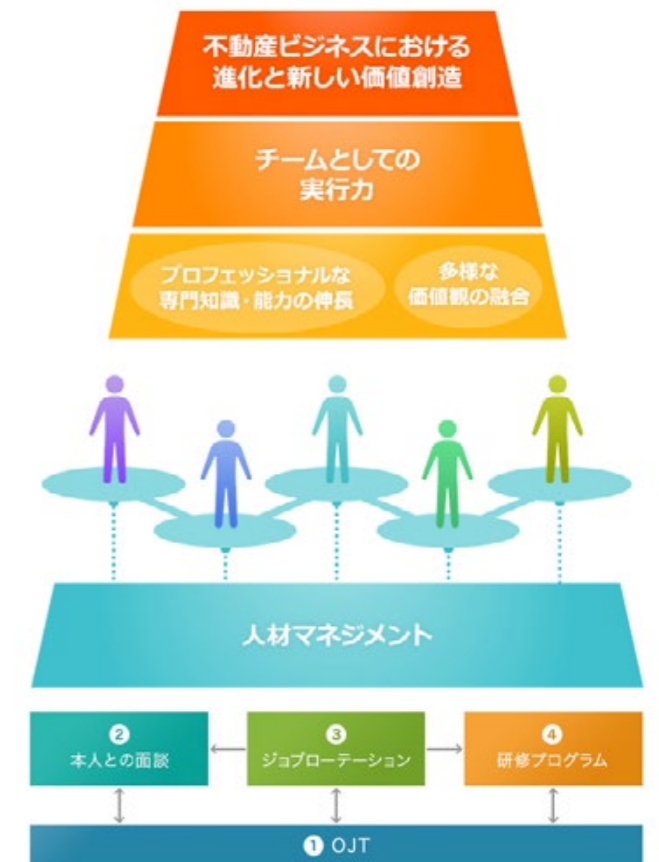 不動産ビジネスにおける
進化と新しい価値創造
チームとしての
実行力
プロフェッショナルな
専門知識・能力の伸長
多様な
価値観の融合
人材マネジメント
2
本人との面談
3
ジョブローテーション
4
研修プログラム
1 OJT